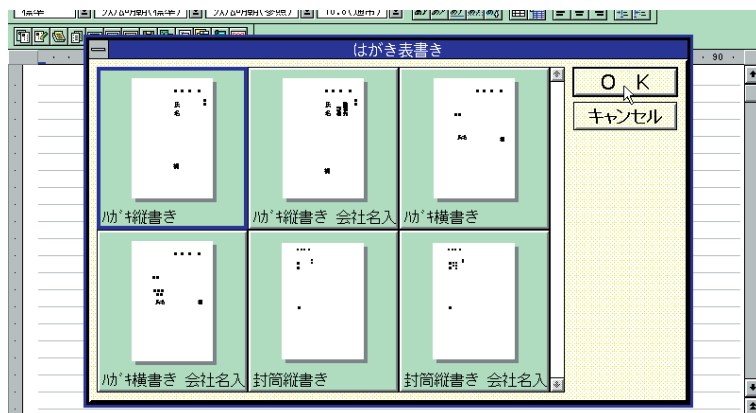 はがき表書き
OK
キャンセル
ﾊｶﾞｷ縦書き
ﾊｶﾞｷ縦書き 会社名入
ﾊｶﾞｷ横書き
ﾊｶﾞｷ横書き 会社名入
封筒縦書き
封筒縦書き 会社名入
90